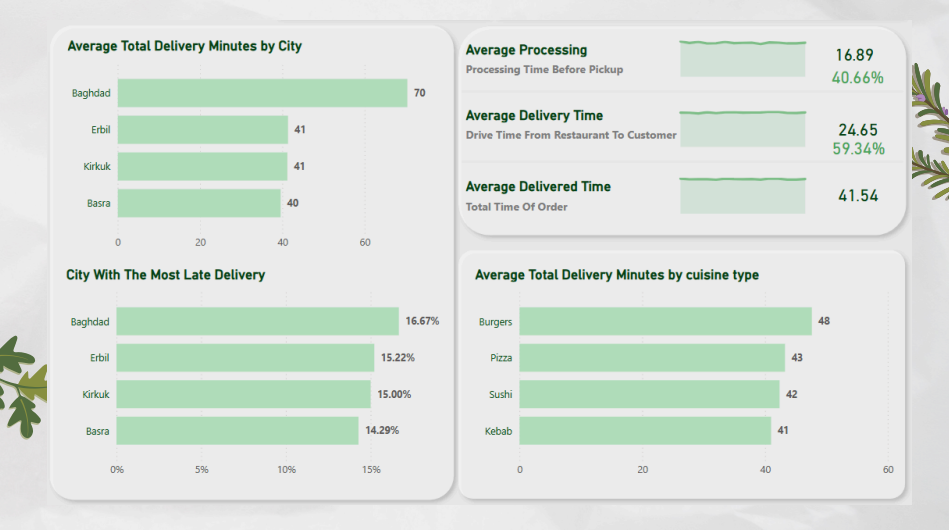 Average Total Delivery Minutes by City
Baghdad
70
Erbil
41
Kirkuk
41
Basra
40
0
20
40
60
City With The Most Late Delivery
Baghdad
16.67%
Erbil
15.22%
Kirkuk
15.00%
Basra
14.29%
0%
5%
10%
15%
Average Processing
Processing Time Before Pickup
16.89
40.66%
Average Delivery Time
Drive Time From Restaurant To Customer
24.65
59.34%
Average Delivered Time
Total Time Of Order
41.54
Average Total Delivery Minutes by cuisine type
Burgers
48
Pizza
43
Sushi
42
Kebab
41
0
20
40
60